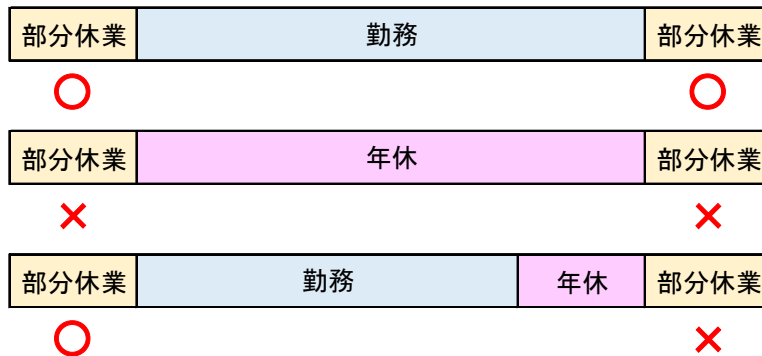 部分休業 勤務 部分休業
○ ○
部分休業 年休 部分休業
× ×
部分休業 勤務 年休 部分休業
○ ×